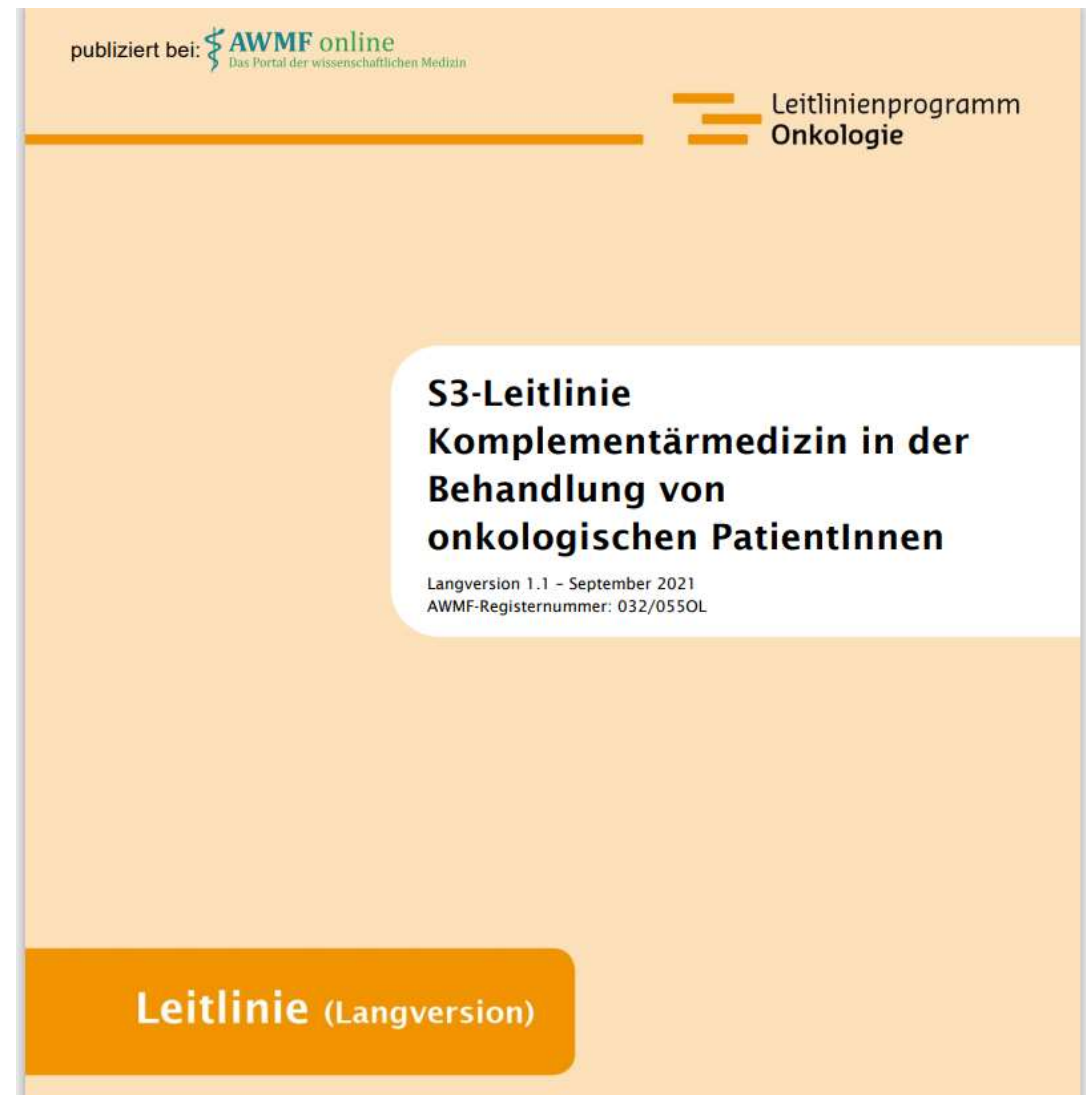 publiziert bei: AWMF online
Das Portal der wissenschaftlichen Medizin
Leitlinienprogramm
Onkologie
S3-Leitlinie
Komplementärmedizin in der
Behandlung von
onkologischen PatientInnen
Langversion 1.1 – September 2021
AWMF-Registernummer: 032/055OL
Leitlinie (Langversion)